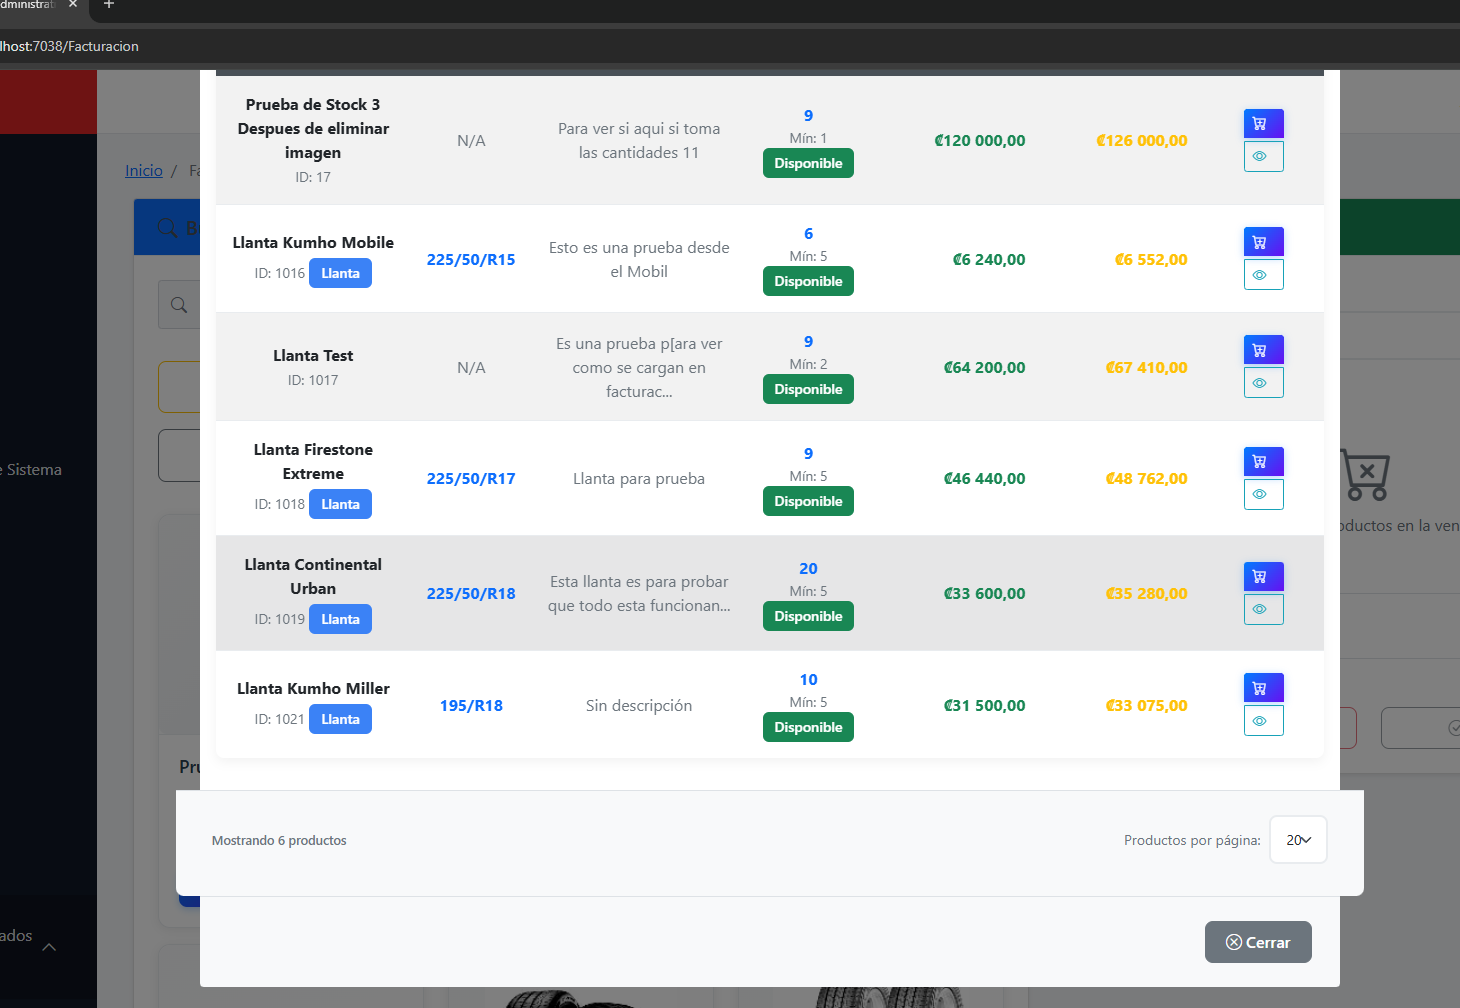 dministrat
lhost:7038/Facturacion
Prueba de Stock 3
Despues de eliminar
imagen
ID: 17
N/A
Para ver si aqui si toma
las cantidades 11
9
Mín: 1
Disponible
₡120 000,00
₡126 000,00
Inicio / Fa
B
Llanta Kumho Mobile
ID: 1016 Llanta
225/50/R15
Esto es una prueba desde
el Mobil
6
Mín: 5
Disponible
₡6 240,00
₡6 552,00
Llanta Test
ID: 1017
N/A
Es una prueba p[ara ver
como se cargan en
facturac...
9
Mín: 2
Disponible
₡64 200,00
₡67 410,00
e Sistema
Llanta Firestone
Extreme
ID: 1018 Llanta
225/50/R17
Llanta para prueba
9
Mín: 5
Disponible
₡46 440,00
₡48 762,00
oductos en la ven
Llanta Continental
Urban
ID: 1019 Llanta
225/50/R18
Esta llanta es para probar
que todo esta funcionan...
20
Mín: 5
Disponible
₡33 600,00
₡35 280,00
Llanta Kumho Miller
ID: 1021 Llanta
195/R18
Sin descripción
10
Mín: 5
Disponible
₡31 500,00
₡33 075,00
Pru
Mostrando 6 productos
Productos por página: 20
ados
Cerrar